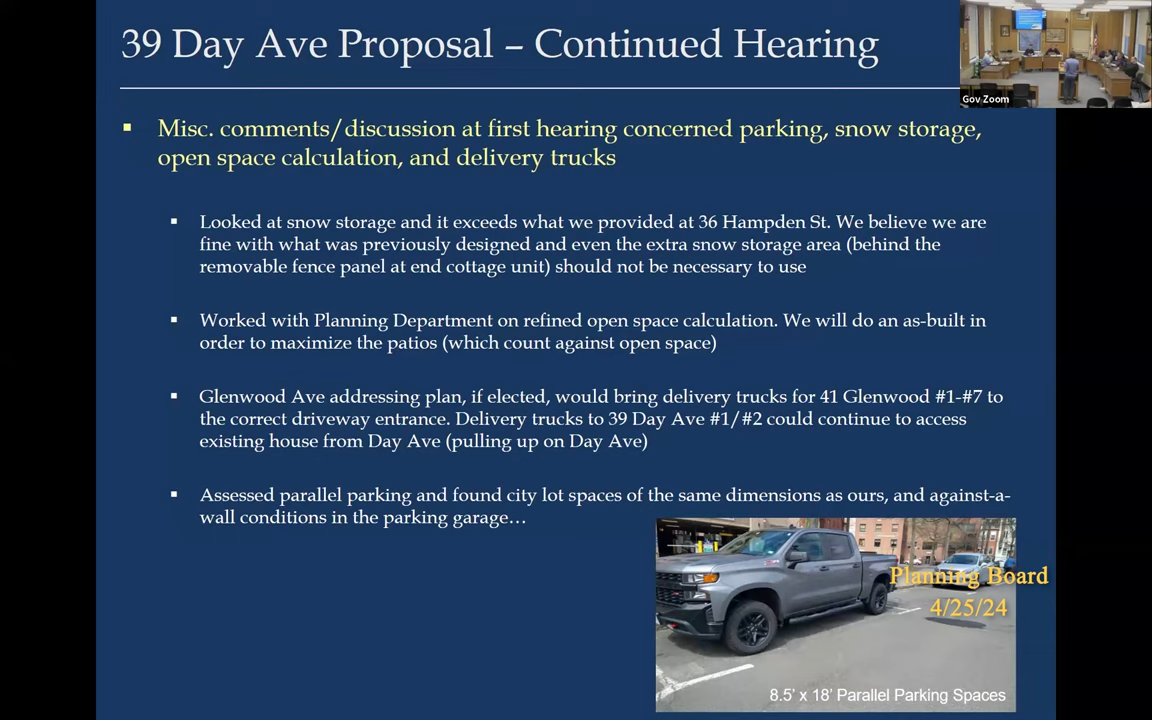 39 Day Ave Proposal – Continued Hearing
Gov Zoom
▪ Misc. comments/discussion at first hearing concerned parking, snow storage,
open space calculation, and delivery trucks
▪ Looked at snow storage and it exceeds what we provided at 36 Hampden St. We believe we are
fine with what was previously designed and even the extra snow storage area (behind the
removable fence panel at end cottage unit) should not be necessary to use
▪ Worked with Planning Department on refined open space calculation. We will do an as-built in
order to maximize the patios (which count against open space)
▪ Glenwood Ave addressing plan, if elected, would bring delivery trucks for 41 Glenwood #1-#7 to
the correct driveway entrance. Delivery trucks to 39 Day Ave #1/#2 could continue to access
existing house from Day Ave (pulling up on Day Ave)
▪ Assessed parallel parking and found city lot spaces of the same dimensions as ours, and against-a-
wall conditions in the parking garage…
Planning Board
4/25/24
8.5' x 18' Parallel Parking Spaces